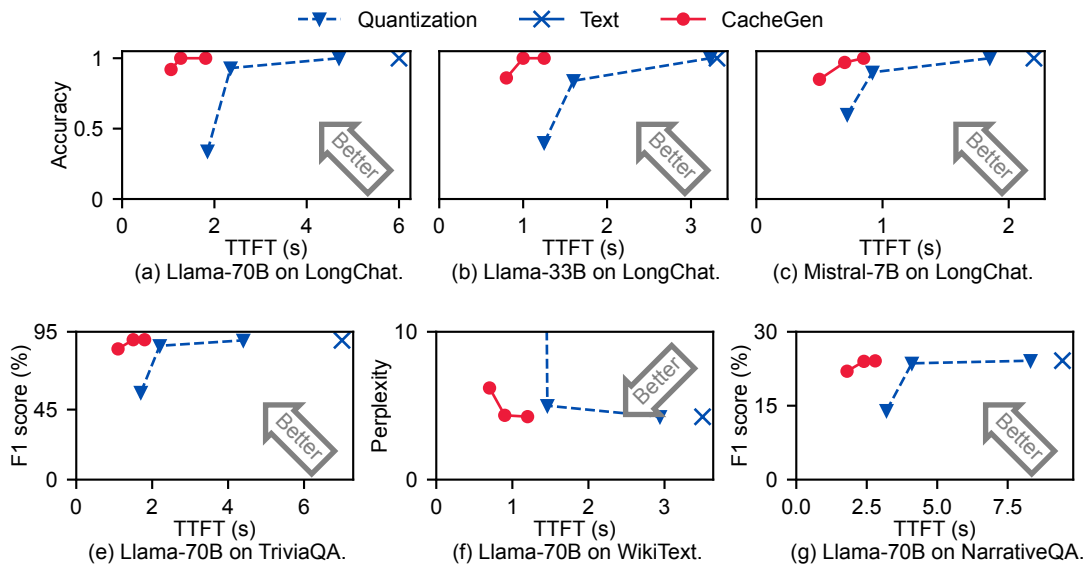 Quantization Text CacheGen
1
0.5
1
Accuracy
Better
0 2 4 6
TTFT (s)
(a) Llama-70B on LongChat.
Better
0 1 2 3
TTFT (s)
(b) Llama-33B on LongChat.
Better
0 1 2
TTFT (s)
(c) Mistral-7B on LongChat.
95
45
0
F1 score (%)
Better
0 2 4 6
TTFT (s)
(e) Llama-70B on TriviaQA.
10
0
Perplexity
Better
0 1 2 3
TTFT (s)
(f) Llama-70B on WikiText.
30
15
0
F1 score (%)
Better
0.0 2.5 5.0 7.5
TTFT (s)
(g) Llama-70B on NarrativeQA.